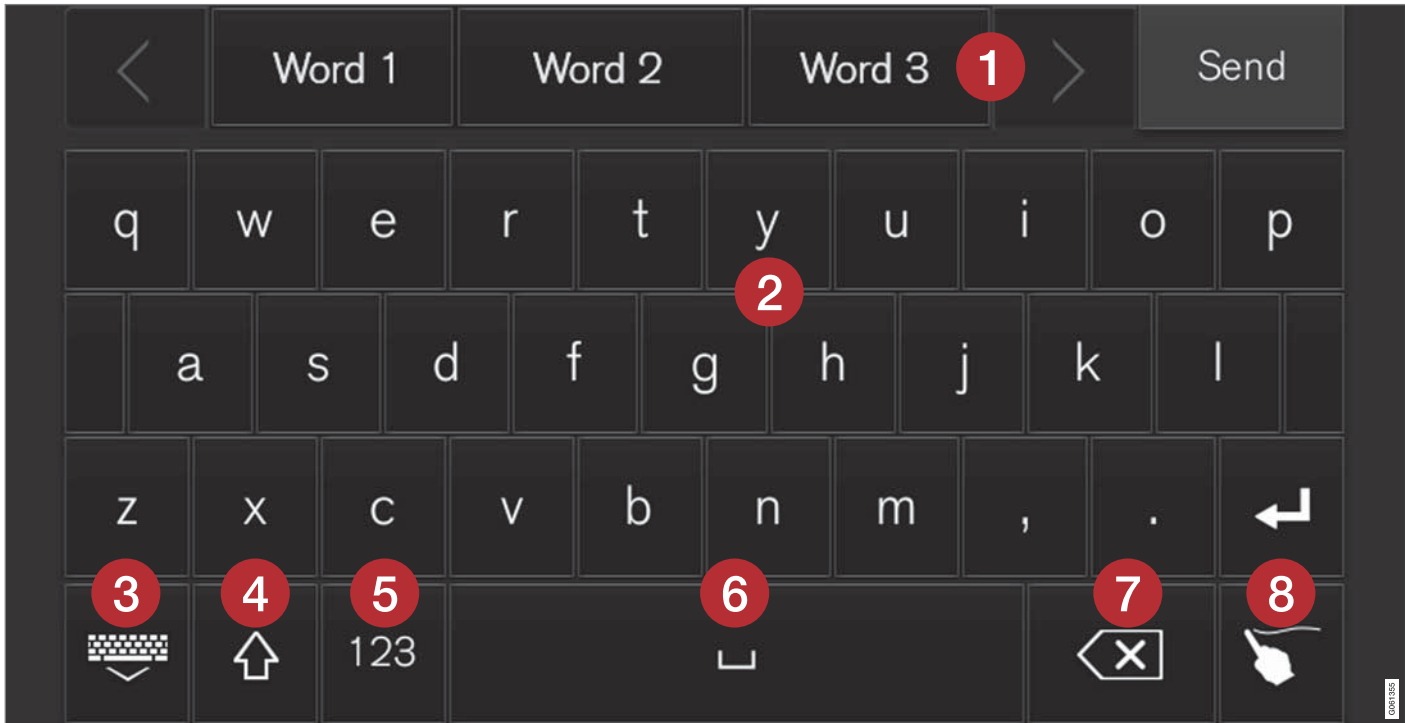 Word 1 Word 2 Word 3 1 Send
q w e r t y u i o p
2
a s d f g h j k l
z x c v b n m , .
3 4 5 6 7 8
123
G061355